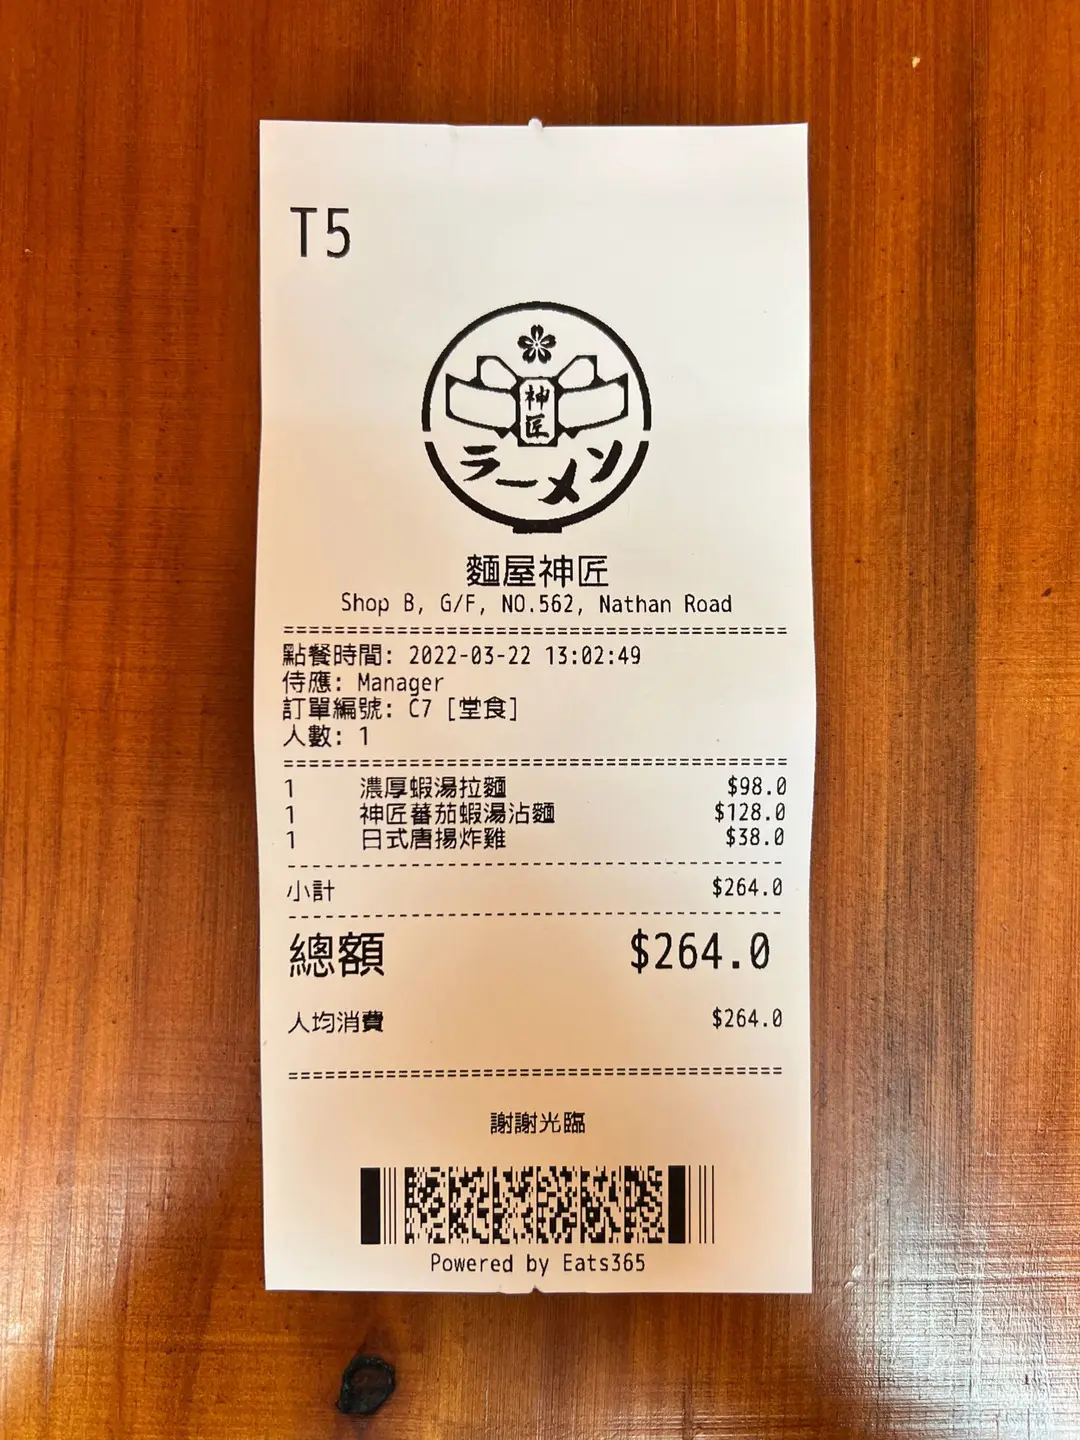 T5
神
匠
ラーメン
麵屋神匠
Shop B, G/F, NO.562, Nathan Road
========================================
點餐時間: 2022-03-22 13:02:49
侍應: Manager
訂單編號: C7 [堂食]
人數: 1
========================================
1 濃厚蝦湯拉麵 $98.0
1 神匠蕃茄蝦湯沾麵 $128.0
1 日式唐揚炸雞 $38.0
----------------------------------------
小計 $264.0
----------------------------------------
總額 $264.0
人均消費 $264.0
========================================
謝謝光臨
Powered by Eats365